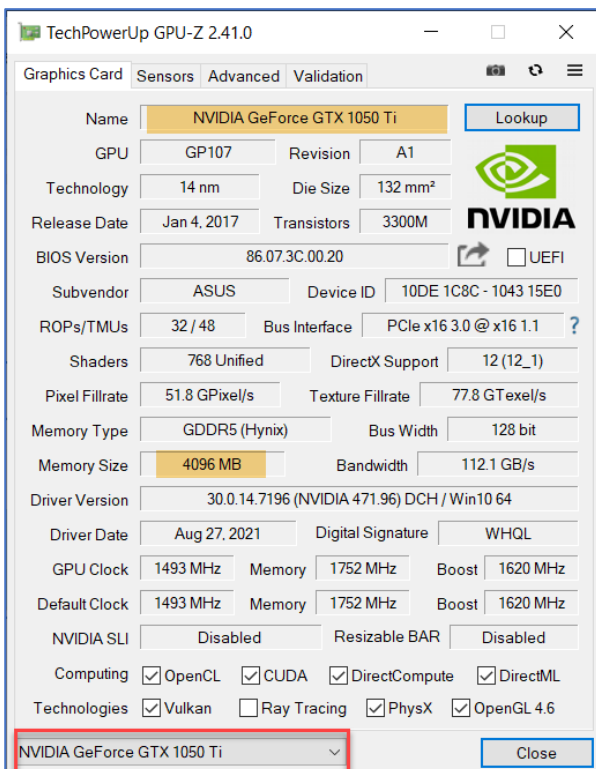 TechPowerUp GPU-Z 2.41.0
Graphics Card Sensors Advanced Validation
Name NVIDIA GeForce GTX 1050 Ti Lookup
GPU GP107 Revision A1
Technology 14 nm Die Size 132 mm²
Release Date Jan 4, 2017 Transistors 3300M
NVIDIA
BIOS Version 86.07.3C.00.20 UEFI
Subvendor ASUS Device ID 10DE 1C8C - 1043 15E0
ROPs/TMUs 32 / 48 Bus Interface PCIe x16 3.0 @ x16 1.1 ?
Shaders 768 Unified DirectX Support 12 (12_1)
Pixel Fillrate 51.8 GPixel/s Texture Fillrate 77.8 GTexel/s
Memory Type GDDR5 (Hynix) Bus Width 128 bit
Memory Size 4096 MB Bandwidth 112.1 GB/s
Driver Version 30.0.14.7196 (NVIDIA 471.96) DCH / Win10 64
Driver Date Aug 27, 2021 Digital Signature WHQL
GPU Clock 1493 MHz Memory 1752 MHz Boost 1620 MHz
Default Clock 1493 MHz Memory 1752 MHz Boost 1620 MHz
NVIDIA SLI Disabled Resizable BAR Disabled
Computing OpenCL CUDA DirectCompute DirectML
Technologies Vulkan Ray Tracing PhysX OpenGL 4.6
NVIDIA GeForce GTX 1050 Ti Close